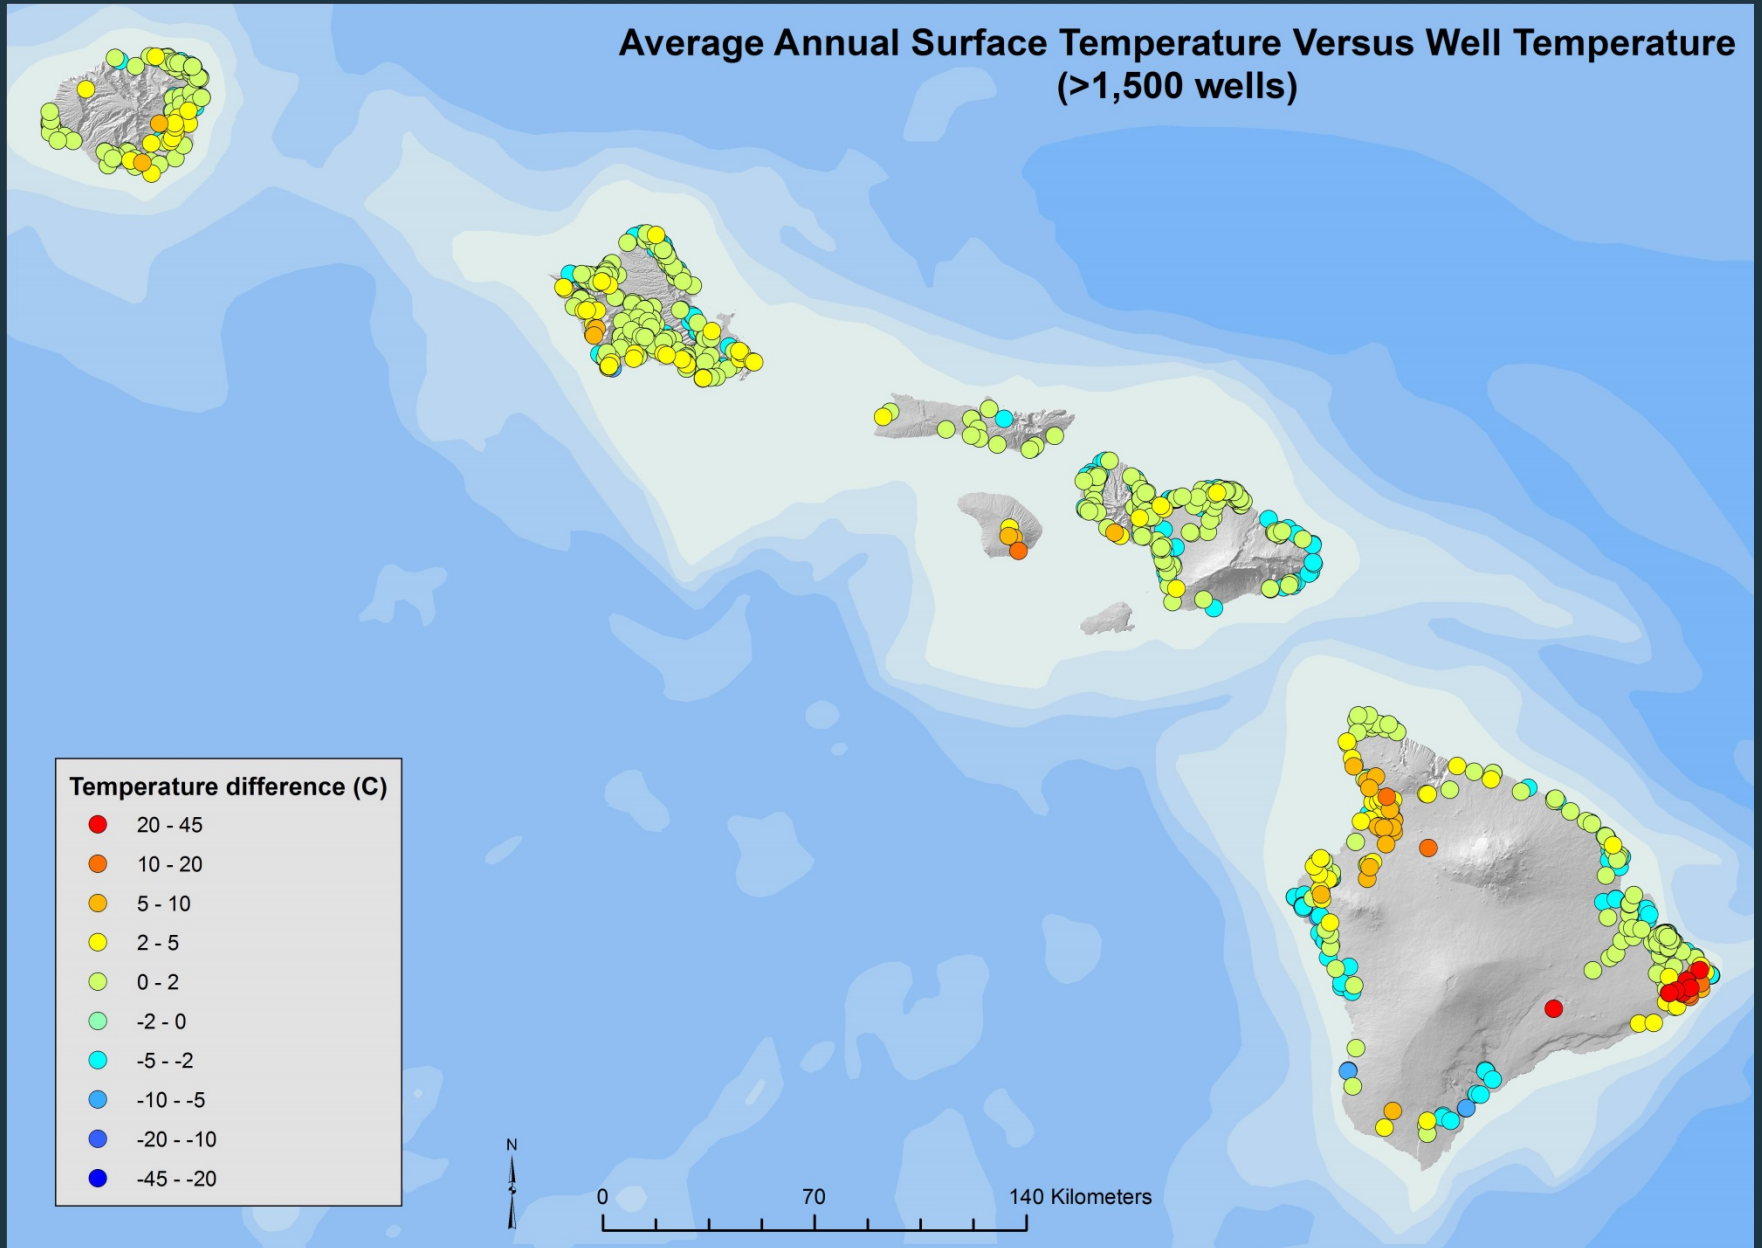 Average Annual Surface Temperature Versus Well Temperature
(>1,500 wells)
Temperature difference (C)
20 - 45
10 - 20
5 - 10
2 - 5
0 - 2
-2 - 0
-5 - -2
-10 - -5
-20 - -10
-45 - -20
N
0 70 140 Kilometers